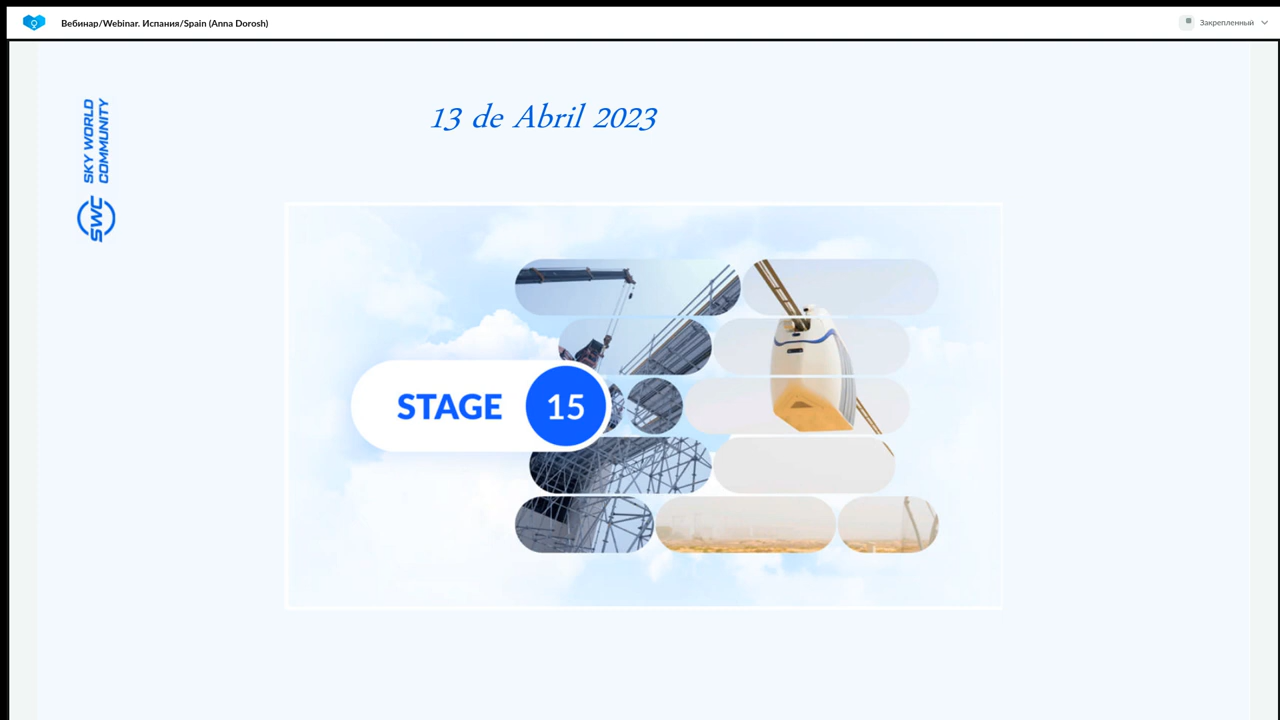 Вебинар/Webinar. Испания/Spain (Anna Dorosh)
Закрепленный
13 de Abril 2023
SKY WORLD
COMMUNITY
SWC
STAGE 15